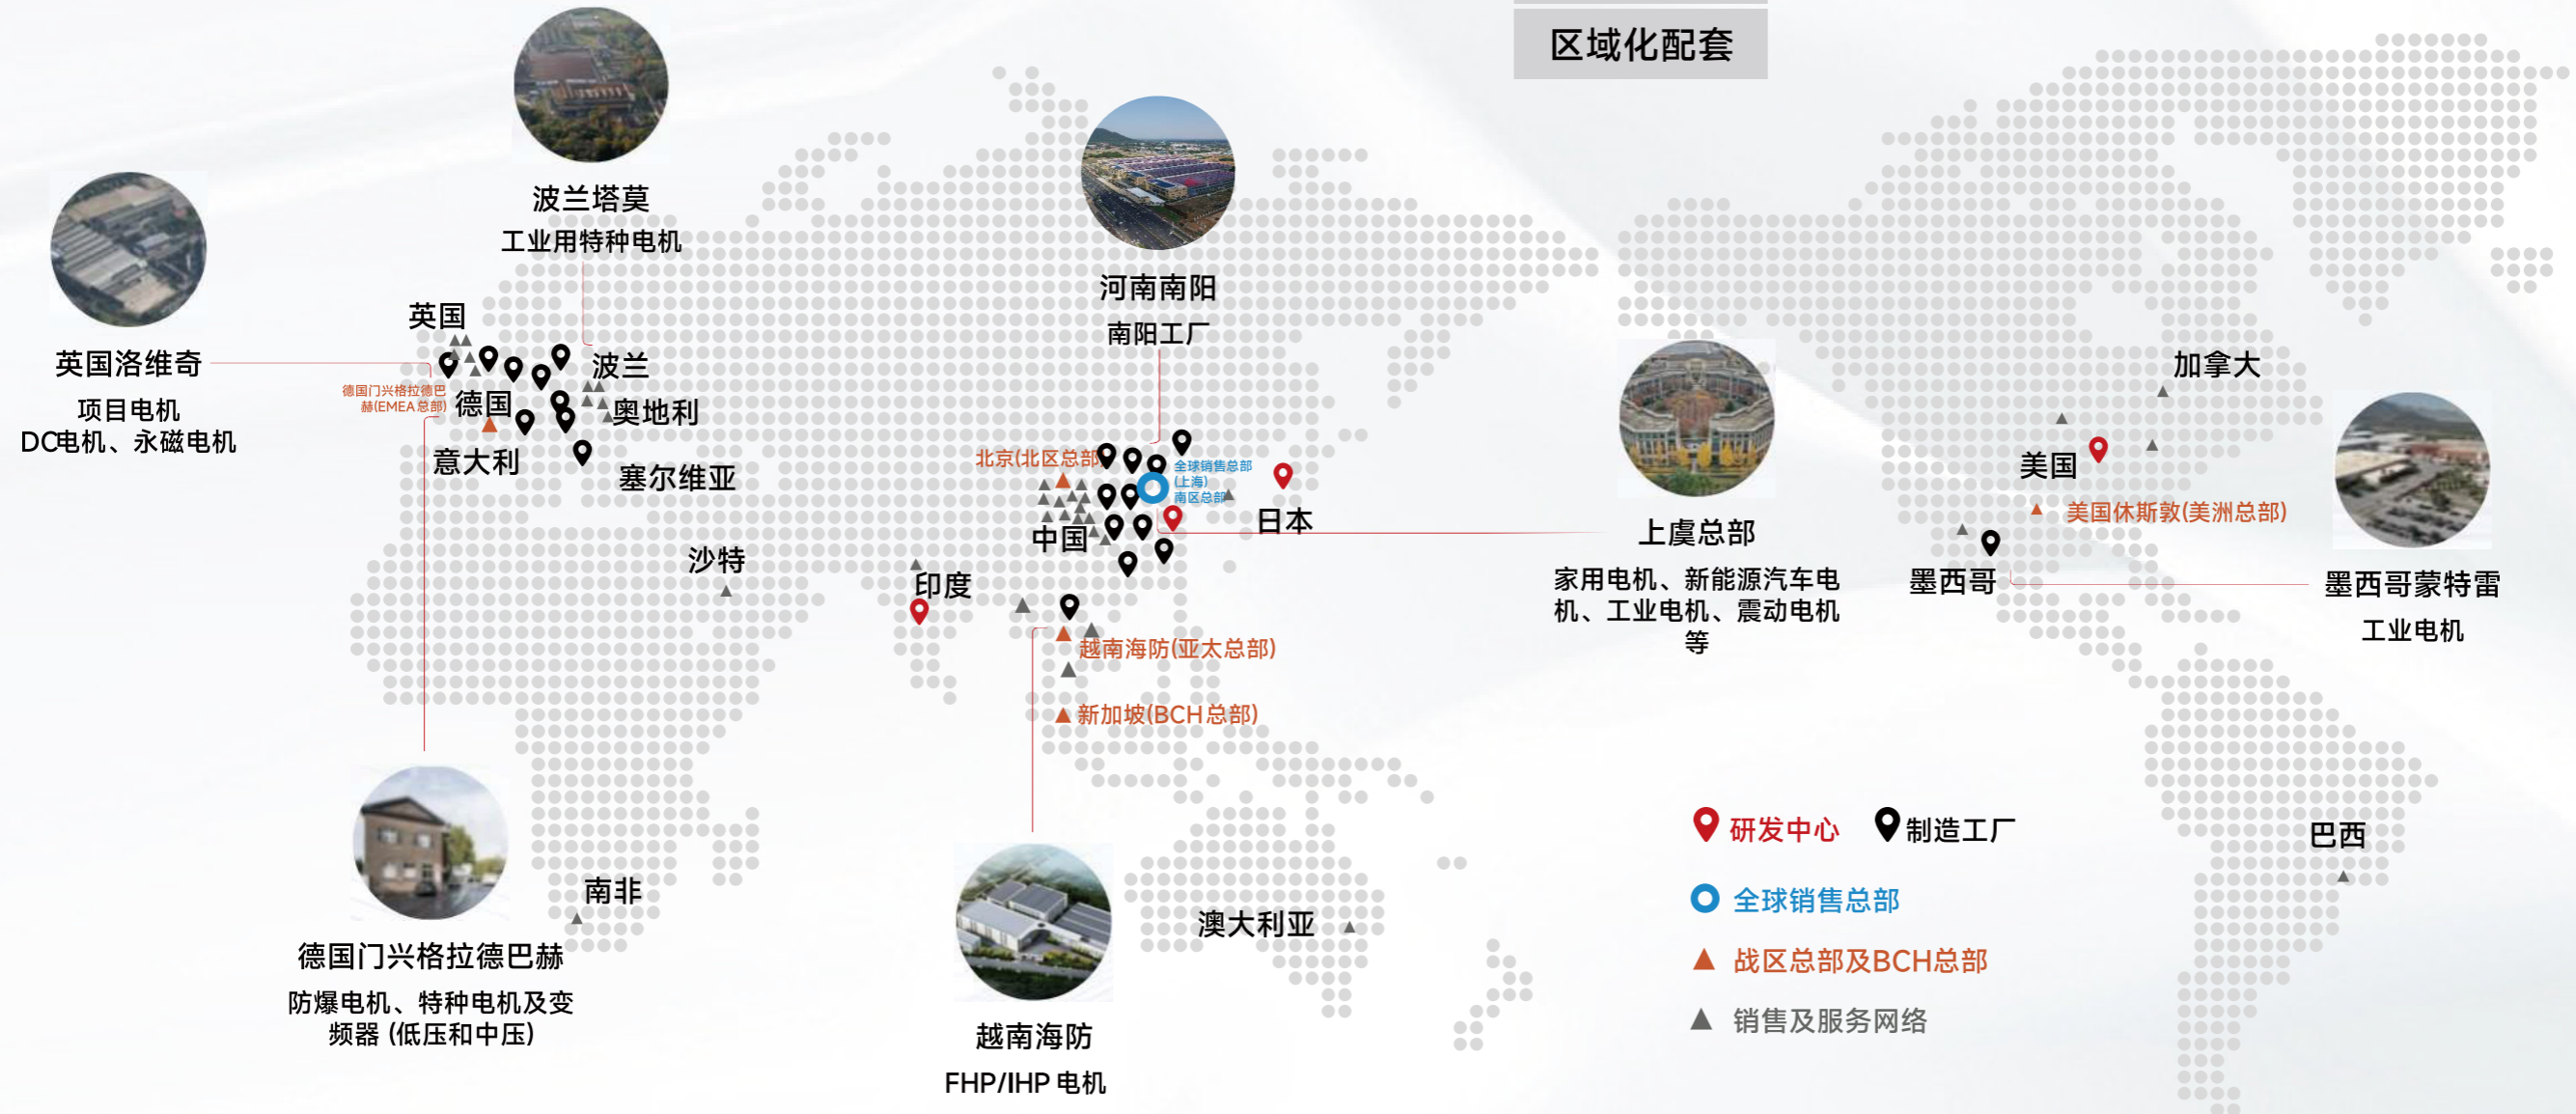 区域化配套
波兰塔莫
工业用特种电机
河南南阳
南阳工厂
英国洛维奇
项目电机
DC电机、永磁电机
英国
波兰
德国门兴格拉德巴
赫(EMEA总部)
德国
奥地利
意大利
塞尔维亚
北京(北区总部)
全球销售总部
(上海)
南区总部
中国
日本
沙特
印度
越南海防(亚太总部)
新加坡(BCH总部)
上虞总部
家用电机、新能源汽车电
机、工业电机、震动电机
等
加拿大
美国
美国休斯敦(美洲总部)
墨西哥
墨西哥蒙特雷
工业电机
南非
德国门兴格拉德巴赫
防爆电机、特种电机及变
频器 (低压和中压)
越南海防
FHP/IHP 电机
澳大利亚
巴西
研发中心
制造工厂
全球销售总部
战区总部及BCH总部
销售及服务网络